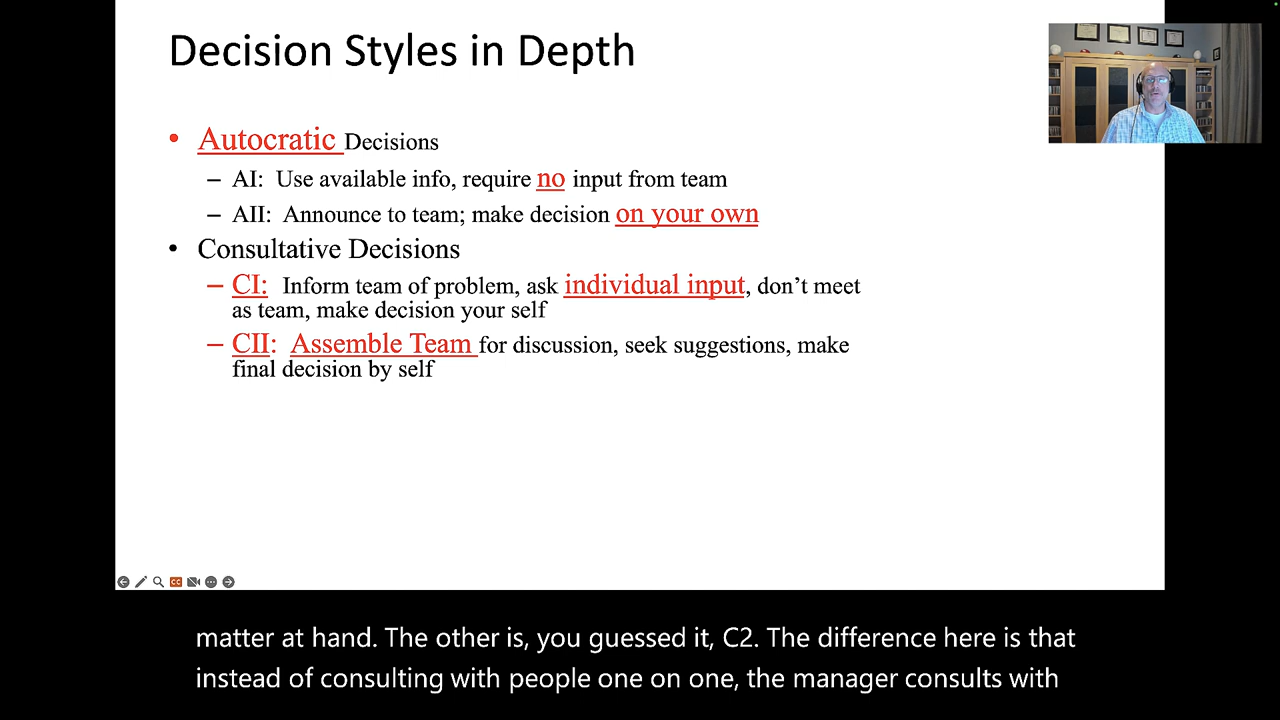 Decision Styles in Depth
• Autocratic Decisions
– AI: Use available info, require no input from team
– AII: Announce to team; make decision on your own
• Consultative Decisions
– CI: Inform team of problem, ask individual input, don’t meet
as team, make decision your self
– CII: Assemble Team for discussion, seek suggestions, make
final decision by self
CC
matter at hand. The other is, you guessed it, C2. The difference here is that
instead of consulting with people one on one, the manager consults with